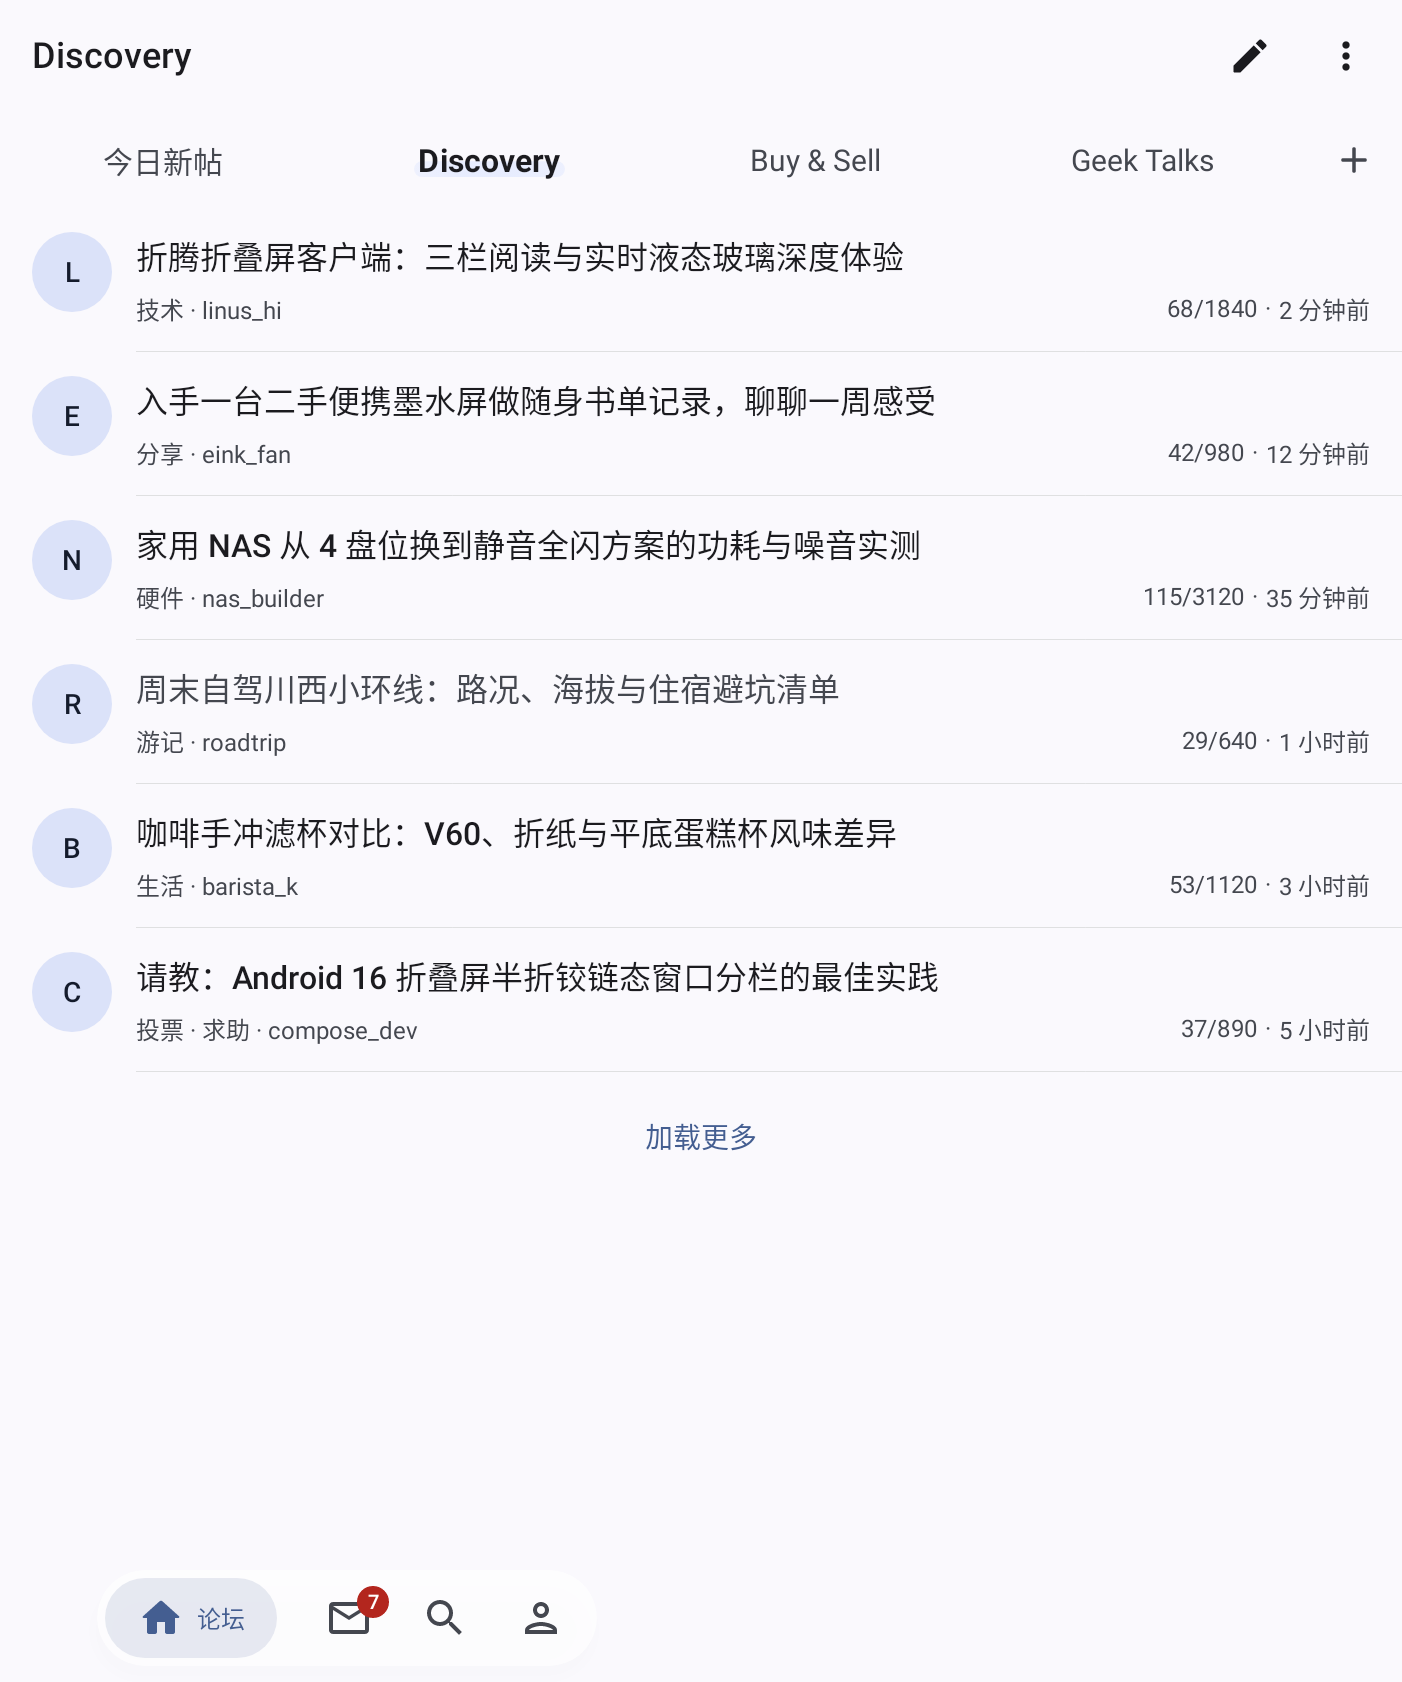 Discovery
今日新帖 Discovery Buy & Sell Geek Talks
L
折腾折叠屏客户端：三栏阅读与实时液态玻璃深度体验
技术 · linus_hi 68/1840 · 2 分钟前
E
入手一台二手便携墨水屏做随身书单记录，聊聊一周感受
分享 · eink_fan 42/980 · 12 分钟前
N
家用 NAS 从 4 盘位换到静音全闪方案的功耗与噪音实测
硬件 · nas_builder 115/3120 · 35 分钟前
R
周末自驾川西小环线：路况、海拔与住宿避坑清单
游记 · roadtrip 29/640 · 1 小时前
B
咖啡手冲滤杯对比：V60、折纸与平底蛋糕杯风味差异
生活 · barista_k 53/1120 · 3 小时前
C
请教：Android 16 折叠屏半折铰链态窗口分栏的最佳实践
投票 · 求助 · compose_dev 37/890 · 5 小时前
加载更多
论坛 7